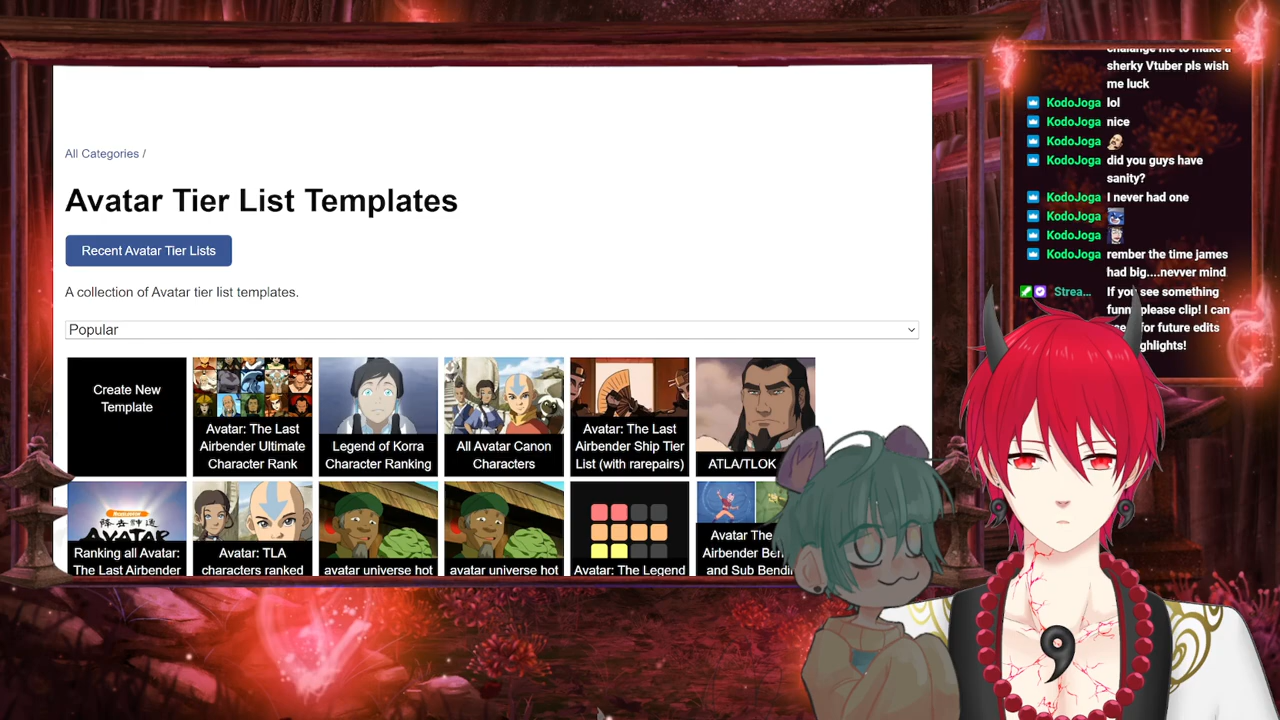 All Categories /
Avatar Tier List Templates
Recent Avatar Tier Lists
A collection of Avatar tier list templates.
Popular
Create New
Template
Avatar: The Last
Airbender Ultimate
Character Rank
Legend of Korra
Character Ranking
All Avatar Canon
Characters
Avatar: The Last
Airbender Ship Tier
List (with rarepairs)
ATLA/TLOK
NICKELODEON
AVATAR
Ranking all Avatar:
The Last Airbender
Avatar: TLA
characters ranked
avatar universe hot
avatar universe hot
Avatar: The Legend
Avatar The
Airbender Ben
and Sub Bendi
sherky Vtuber pls wish
me luck
KodoJoga lol
KodoJoga nice
KodoJoga
KodoJoga did you guys have
sanity?
KodoJoga I never had one
KodoJoga
KodoJoga
KodoJoga rember the time james
had big....nevver mind
Strea... If you see something
funny please clip! I can
for future edits
ghlights!